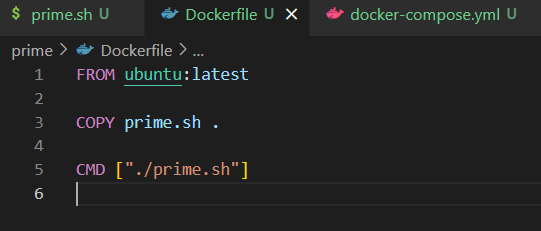 $ prime.sh U Dockerfile U × docker-compose.yml U
prime > Dockerfile > ...
1 FROM ubuntu:latest
2
3 COPY prime.sh .
4
5 CMD ["./prime.sh"]
6